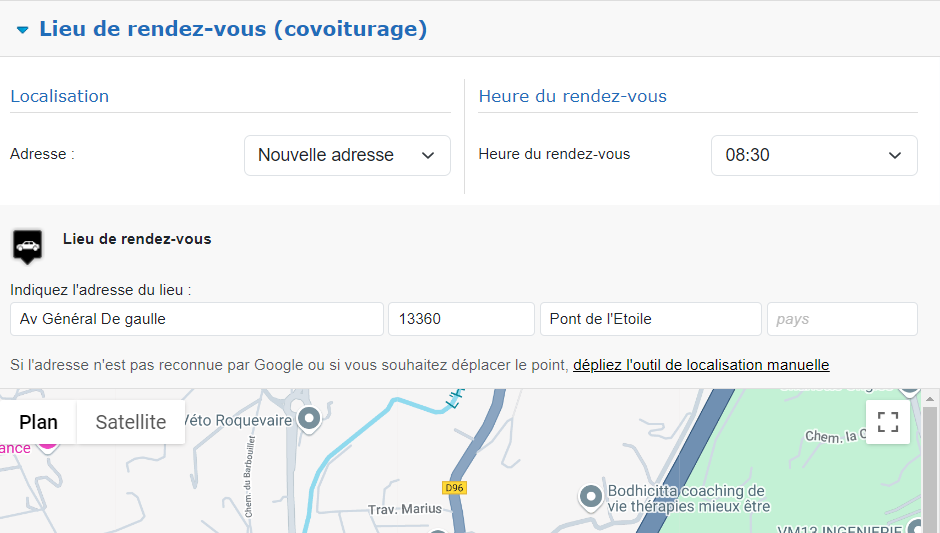 Lieu de rendez-vous (covoiturage)
Localisation
Heure du rendez-vous
Adresse :
Nouvelle adresse
Heure du rendez-vous
08:30
Lieu de rendez-vous
Indiquez l'adresse du lieu :
Av Général De gaulle
13360
Pont de l'Etoile
pays
Si l'adresse n'est pas reconnue par Google ou si vous souhaitez déplacer le point, dépliez l'outil de localisation manuelle
Plan
Satellite
Véto Roquevaire
ance
Chem. du Barbouillet
L'H
D96
Trav. Marius
Chem. la C
Bodhicitta coaching de
vie thérapies mieux être
VM13 INGENIERIE